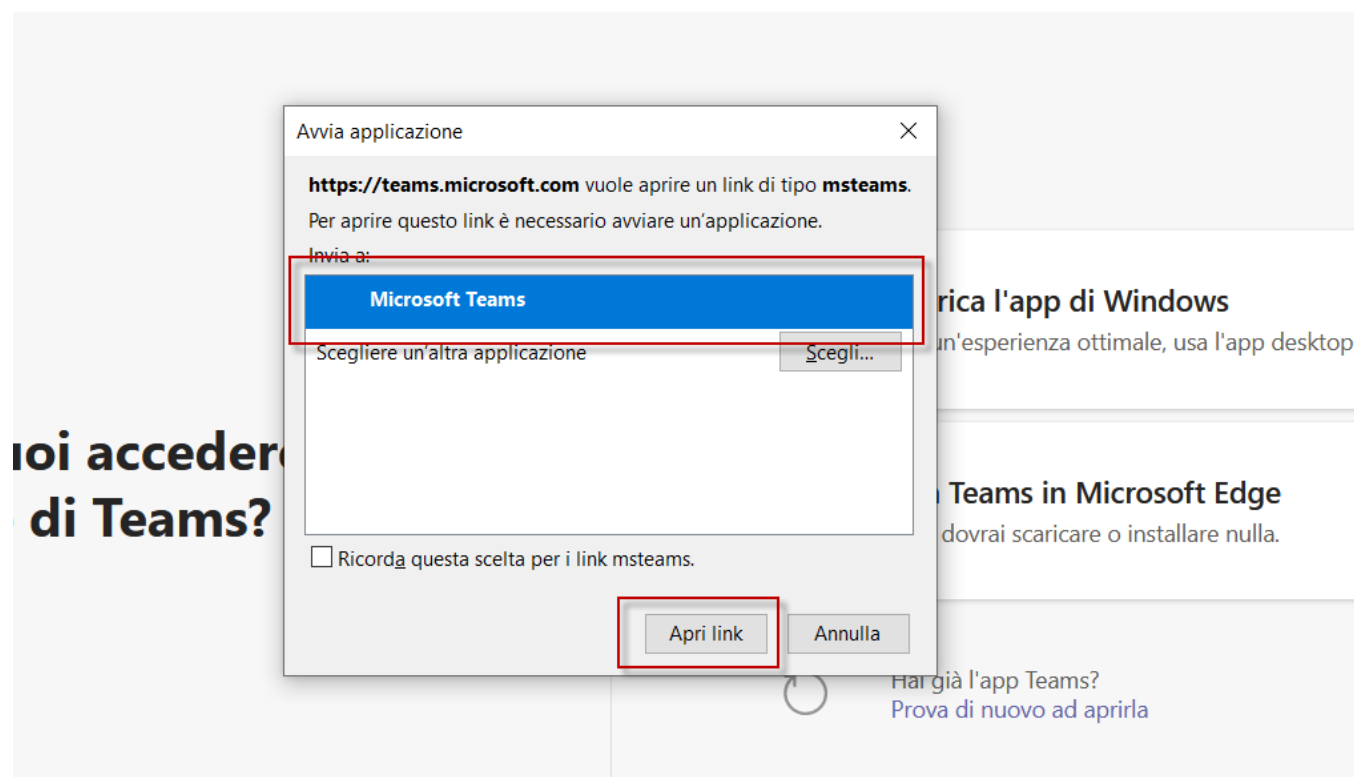 Avvia applicazione
https://teams.microsoft.com vuole aprire un link di tipo msteams.
Per aprire questo link è necessario avviare un'applicazione.
Invia a:
Microsoft Teams
Scegliere un'altra applicazione
Scegli...
Ricorda questa scelta per i link msteams.
Apri link
Annulla
uoi accedere
di Teams?
rica l'app di Windows
un'esperienza ottimale, usa l'app desktop
Teams in Microsoft Edge
dovrai scaricare o installare nulla.
Hai già l'app Teams?
Prova di nuovo ad aprirla